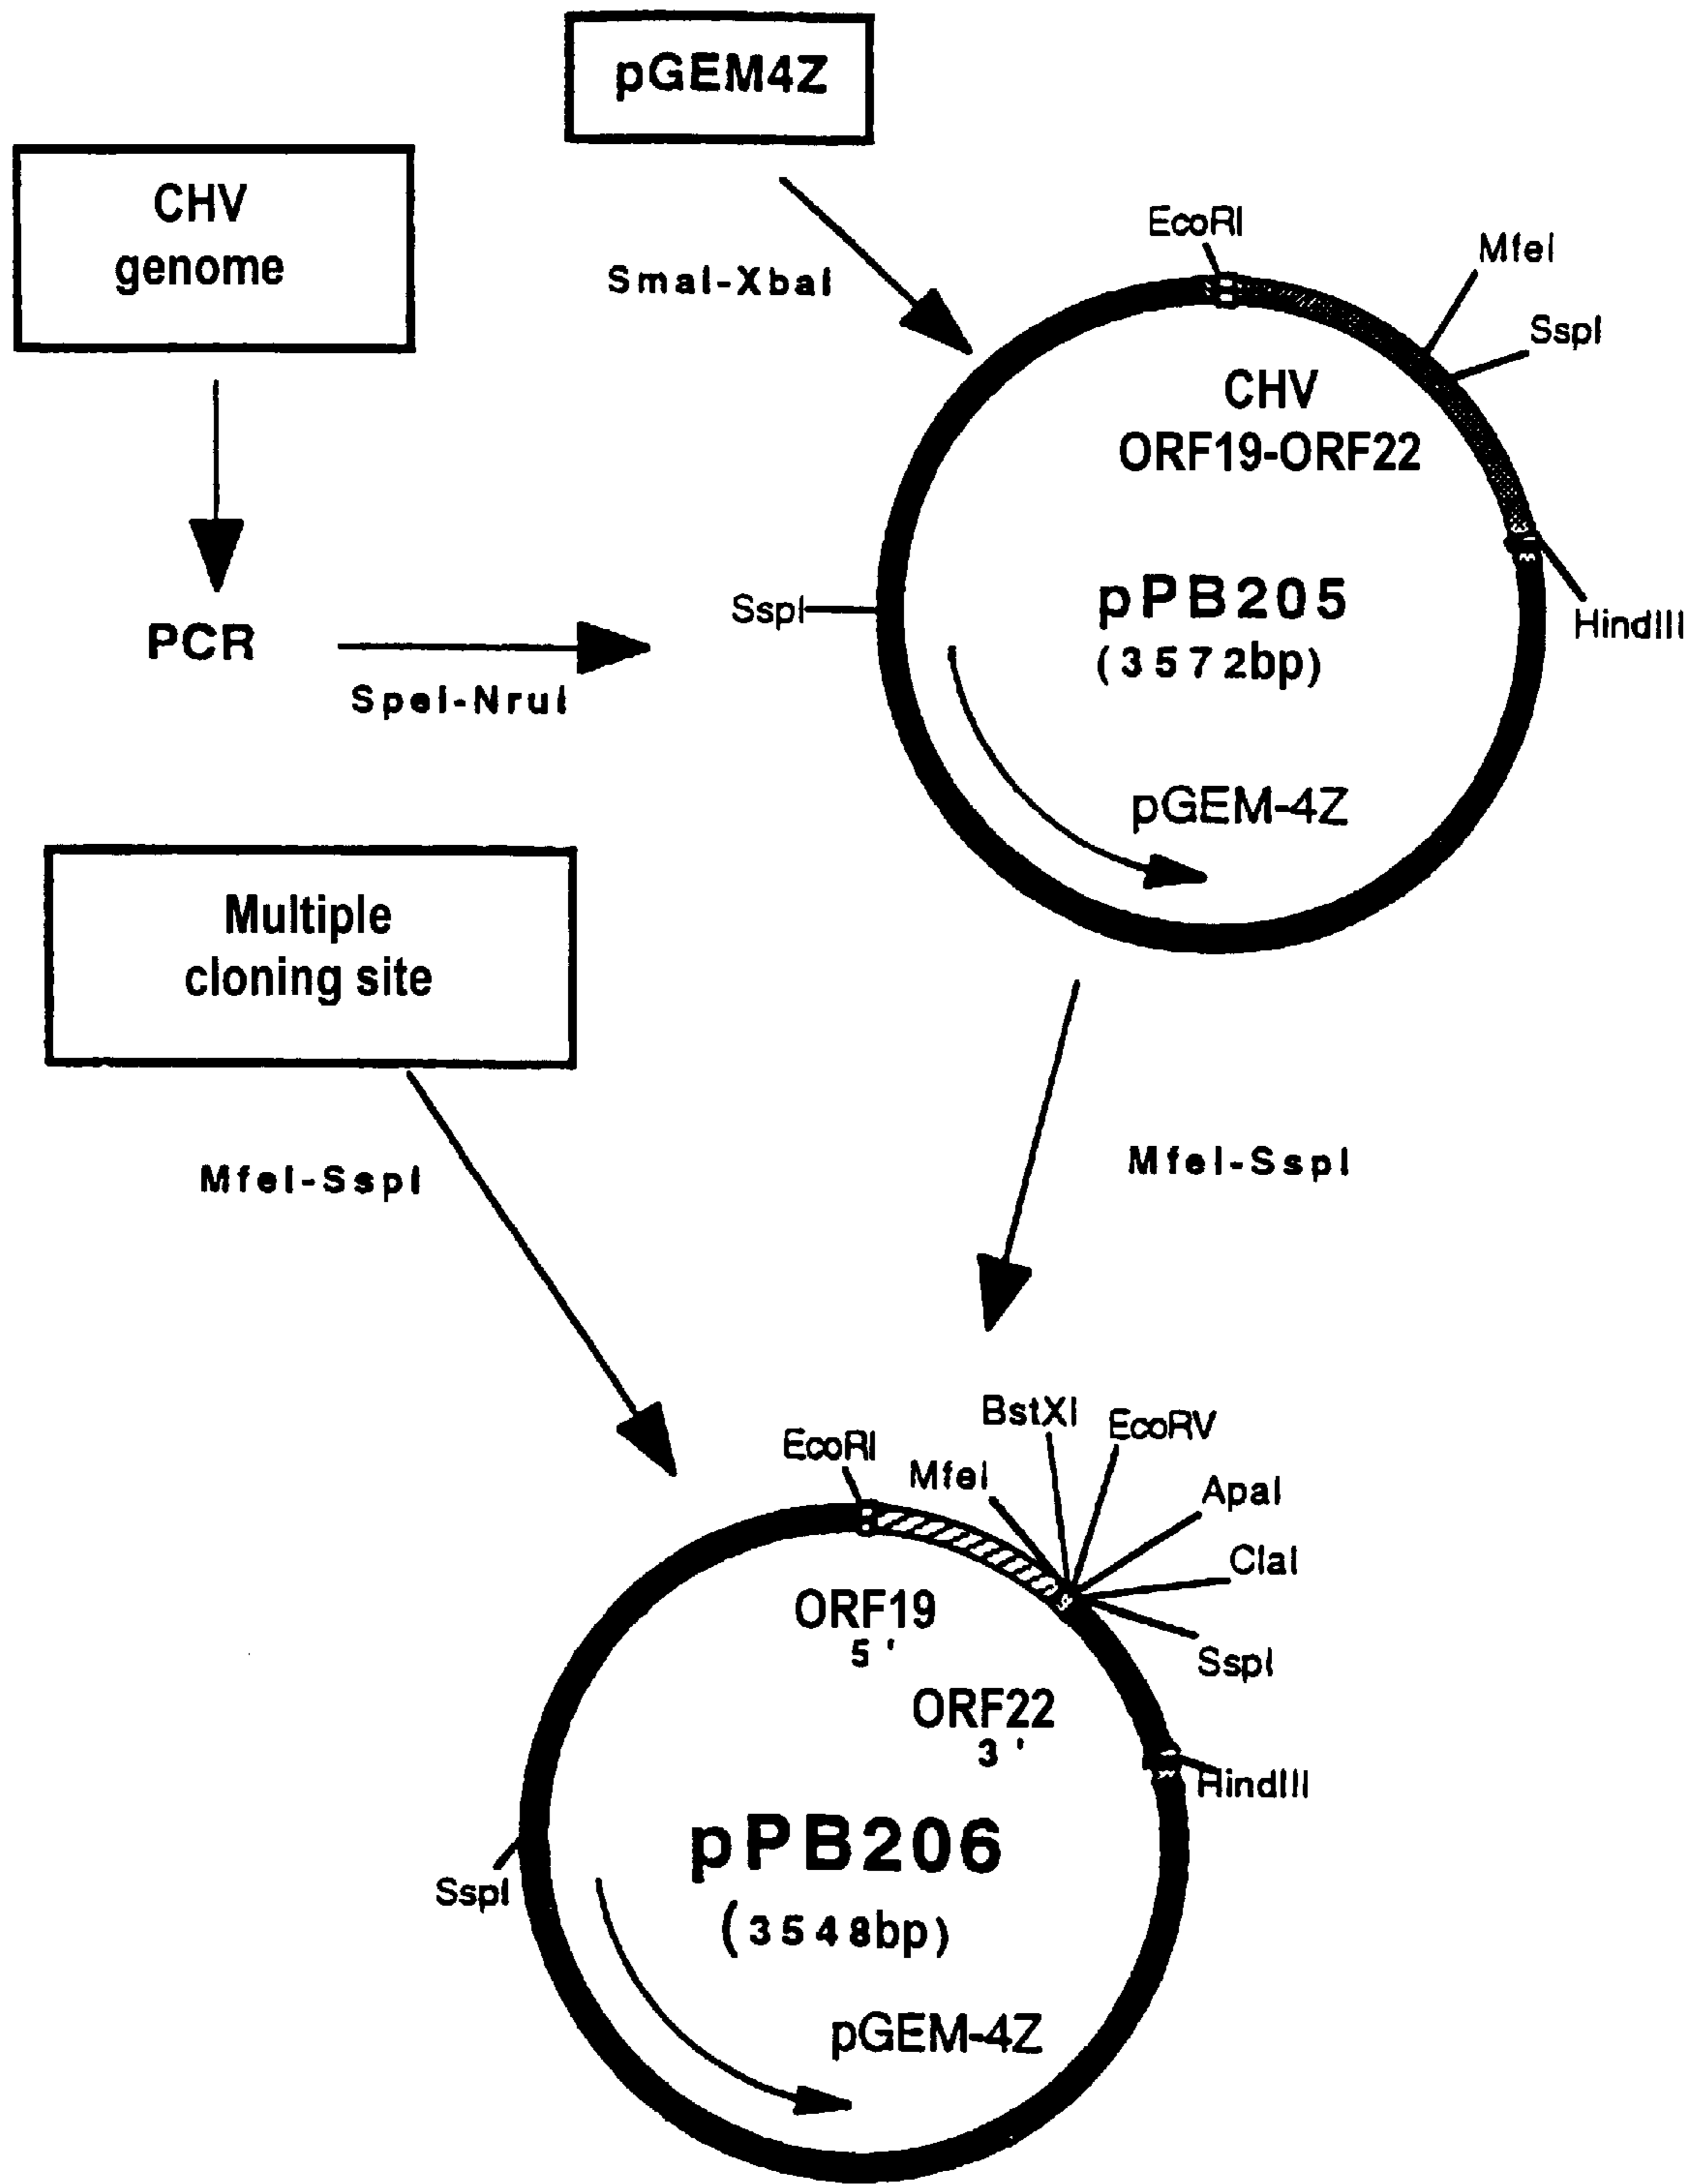 pGEM4Z
CHV
genome
SmaI-XbaI
EcoRI
MfeI
SspI
CHV
ORF19-ORF22
SspI
pPB205
(3572bp)
HindIII
PCR
SpeI-NruI
pGEM-4Z
Multiple
cloning site
MfeI-SspI
MfeI-SspI
BstXI
EcoRV
EcoRI
MfeI
ApaI
ClaI
SspI
ORF19
5'
ORF22
3'
HindIII
pPB206
(3548bp)
SspI
pGEM-4Z